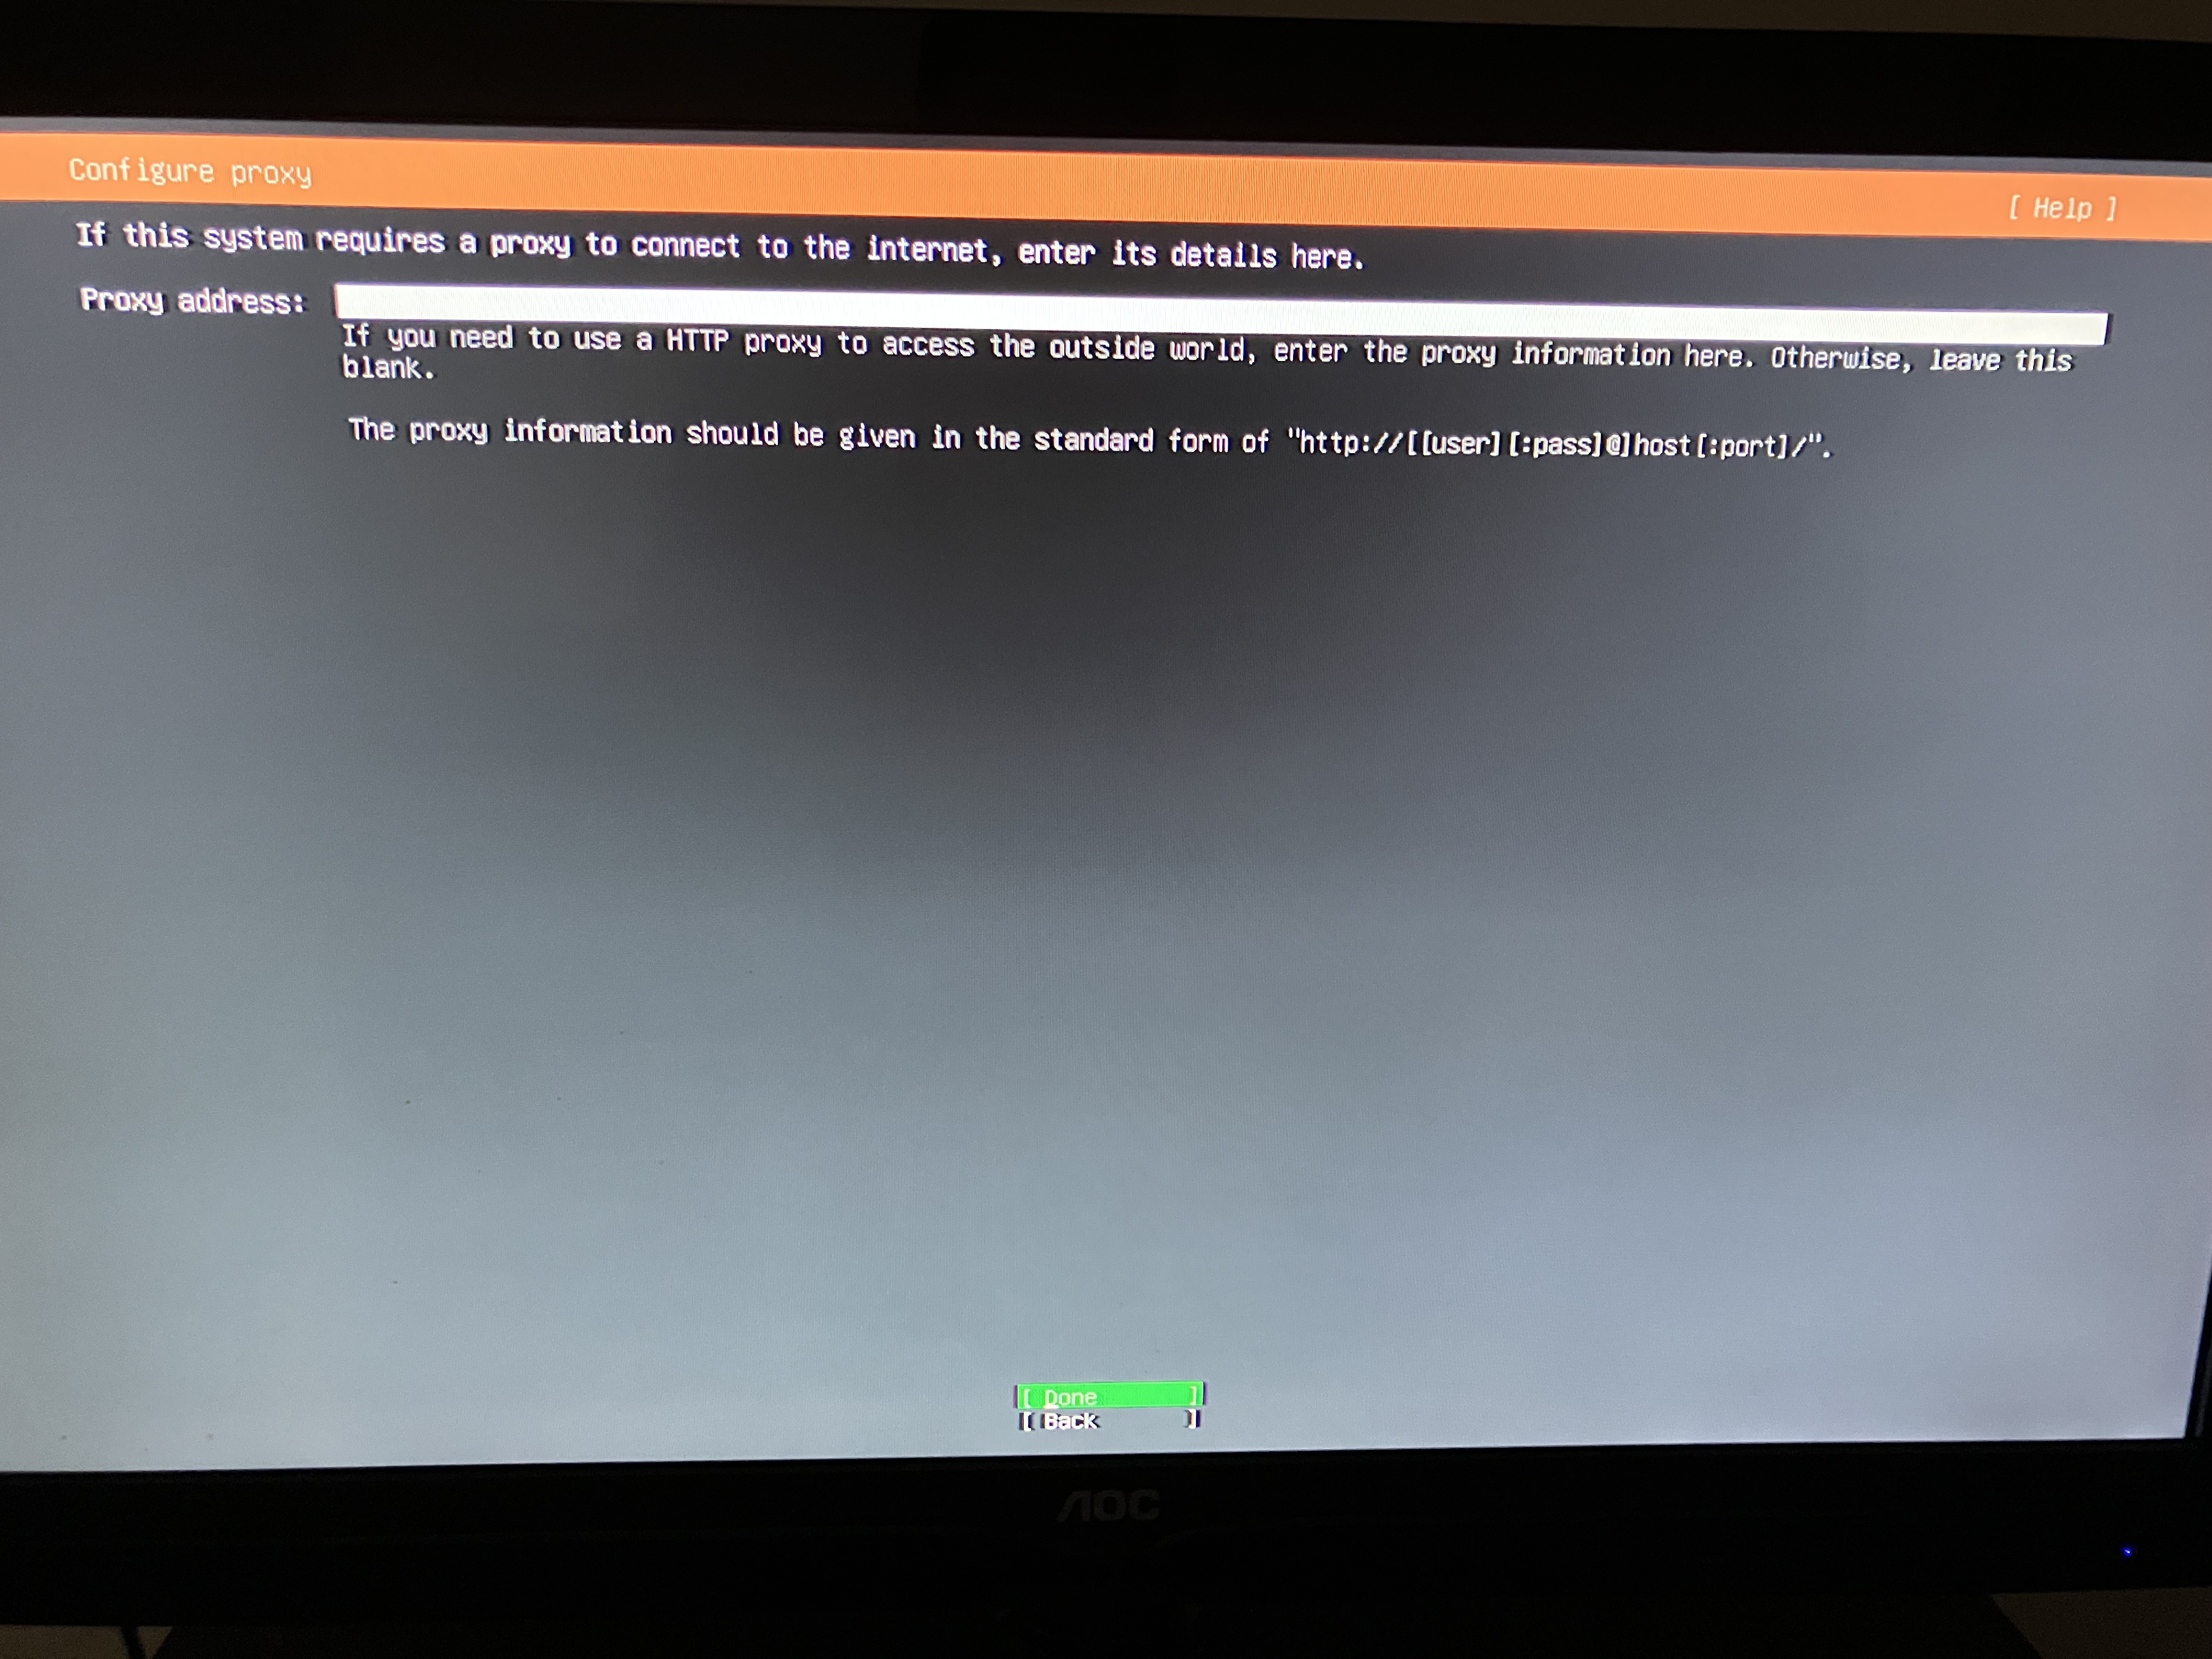 Configure proxy
[ Help ]
If this system requires a proxy to connect to the internet, enter its details here.
Proxy address:
If you need to use a HTTP proxy to access the outside world, enter the proxy information here. Otherwise, leave this
blank.
The proxy information should be given in the standard form of "http://[[user][:pass]@]host[:port]/".
[ Done ]
[ Back ]
AOC